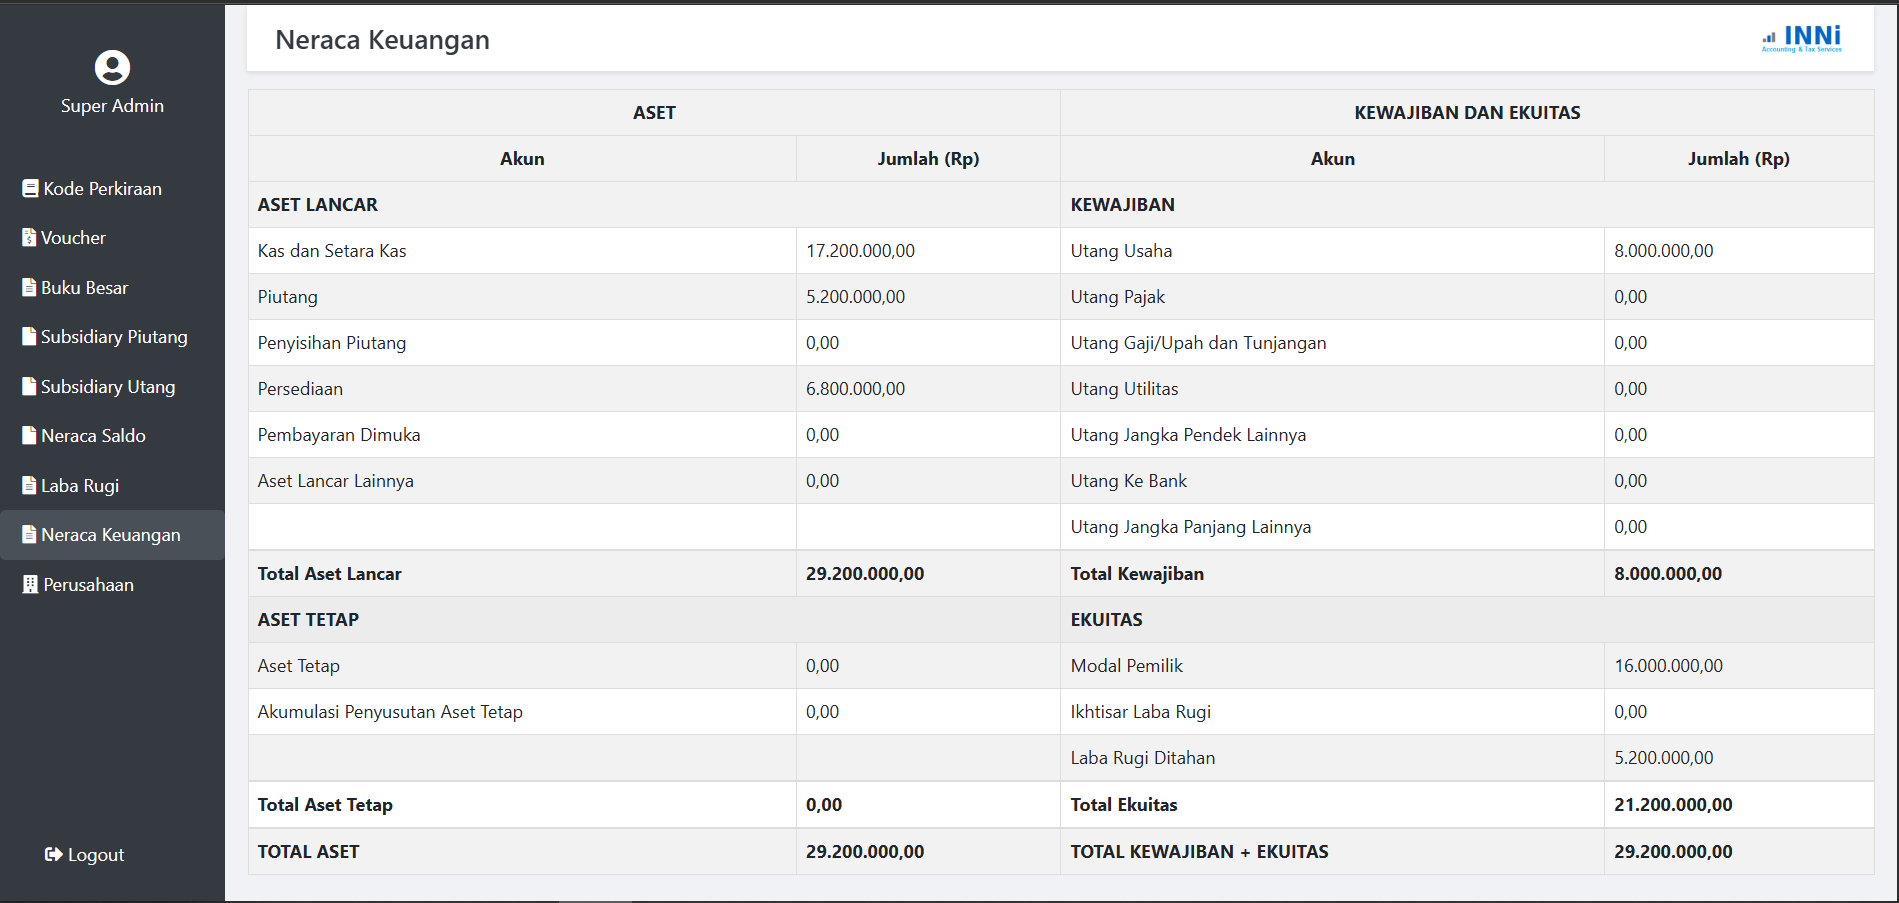 Super Admin
Kode Perkiraan
Voucher
Buku Besar
Subsidiary Piutang
Subsidiary Utang
Neraca Saldo
Laba Rugi
Neraca Keuangan
Perusahaan
Logout
Neraca Keuangan
INNi
Accounting & Tax Services
ASET KEWAJIBAN DAN EKUITAS
Akun Jumlah (Rp) Akun Jumlah (Rp)
ASET LANCAR KEWAJIBAN
Kas dan Setara Kas 17.200.000,00 Utang Usaha 8.000.000,00
Piutang 5.200.000,00 Utang Pajak 0,00
Penyisihan Piutang 0,00 Utang Gaji/Upah dan Tunjangan 0,00
Persediaan 6.800.000,00 Utang Utilitas 0,00
Pembayaran Dimuka 0,00 Utang Jangka Pendek Lainnya 0,00
Aset Lancar Lainnya 0,00 Utang Ke Bank 0,00
Utang Jangka Panjang Lainnya 0,00
Total Aset Lancar 29.200.000,00 Total Kewajiban 8.000.000,00
ASET TETAP EKUITAS
Aset Tetap 0,00 Modal Pemilik 16.000.000,00
Akumulasi Penyusutan Aset Tetap 0,00 Ikhtisar Laba Rugi 0,00
Laba Rugi Ditahan 5.200.000,00
Total Aset Tetap 0,00 Total Ekuitas 21.200.000,00
TOTAL ASET 29.200.000,00 TOTAL KEWAJIBAN + EKUITAS 29.200.000,00